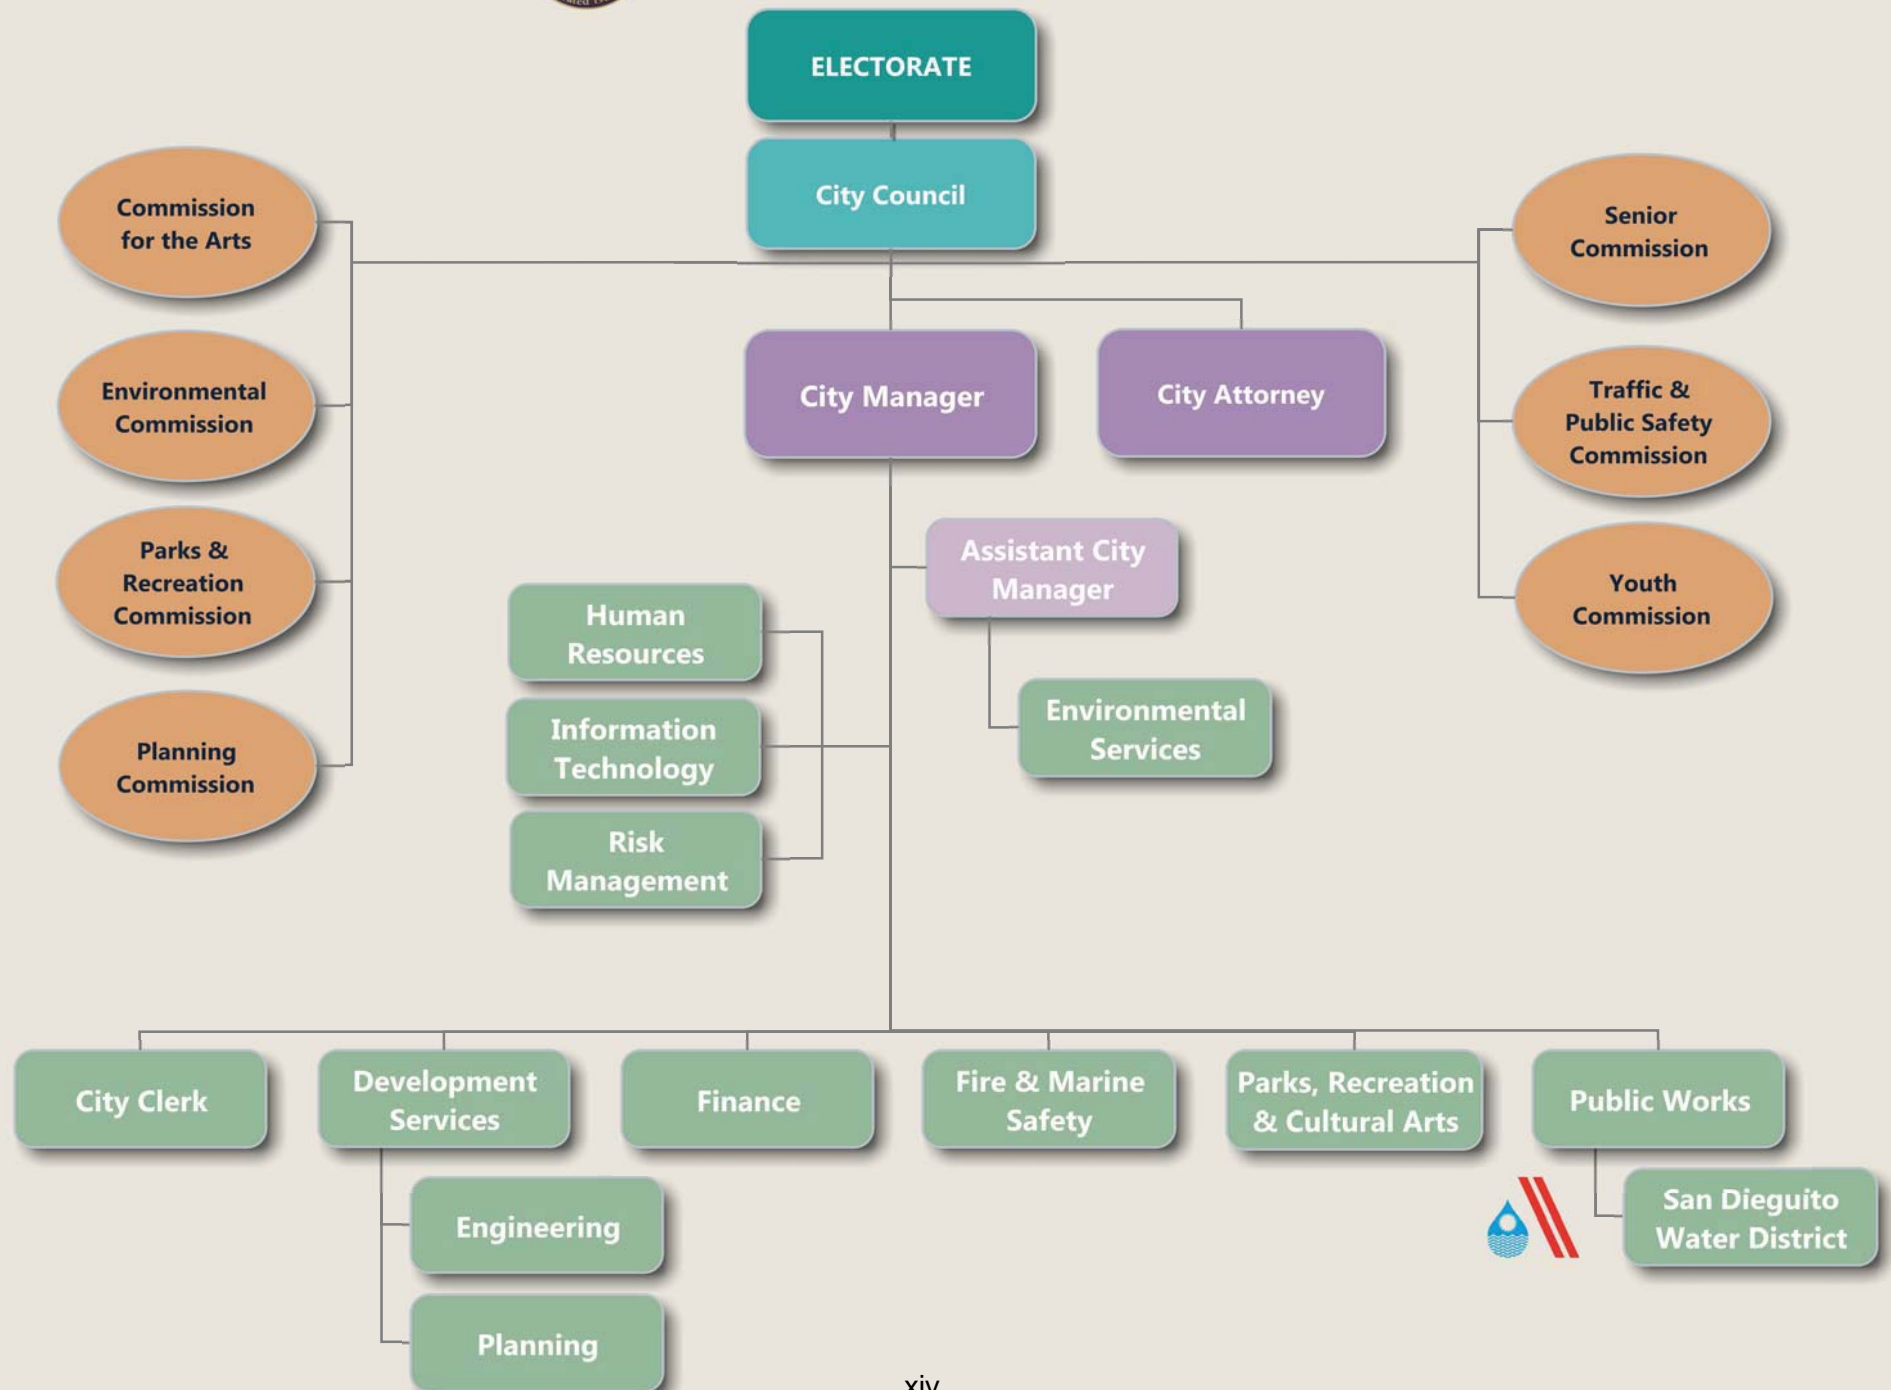 ELECTORATE
City Council
Commission
for the Arts
Senior
Commission
Environmental
Commission
City Manager
City Attorney
Traffic &
Public Safety
Commission
Parks &
Recreation
Commission
Assistant City
Manager
Youth
Commission
Human
Resources
Planning
Commission
Information
Technology
Environmental
Services
Risk
Management
City Clerk
Development
Services
Finance
Fire & Marine
Safety
Parks, Recreation
& Cultural Arts
Public Works
Engineering
San Dieguito
Water District
Planning
xiv